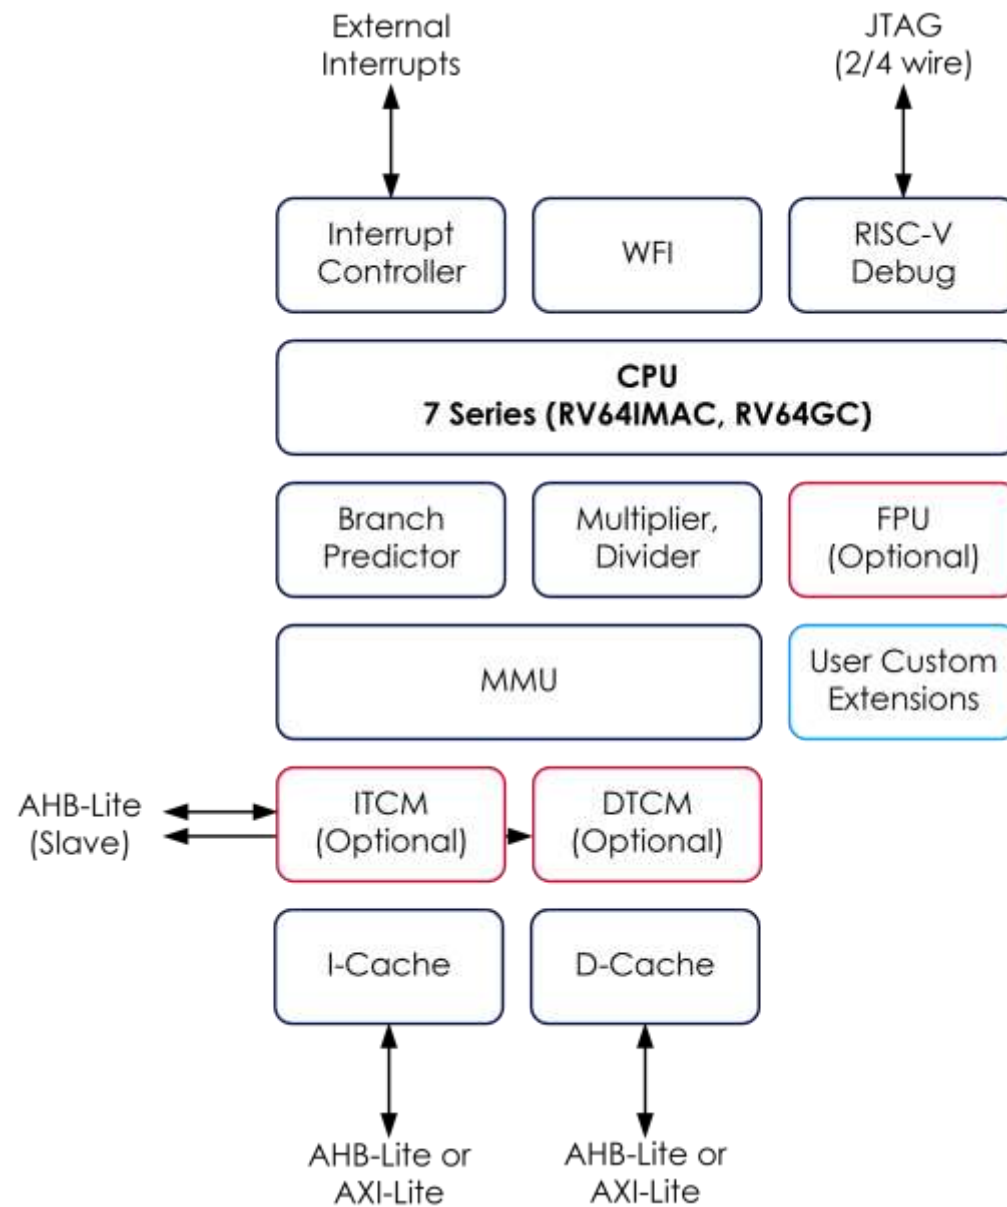 External
Interrupts
JTAG
(2/4 wire)
Interrupt
Controller
WFI
RISC-V
Debug
CPU
7 Series (RV64IMAC, RV64GC)
Branch
Predictor
Multiplier,
Divider
FPU
(Optional)
MMU
User Custom
Extensions
AHB-Lite
(Slave)
ITCM
(Optional)
DTCM
(Optional)
I-Cache
D-Cache
AHB-Lite or
AXI-Lite
AHB-Lite or
AXI-Lite